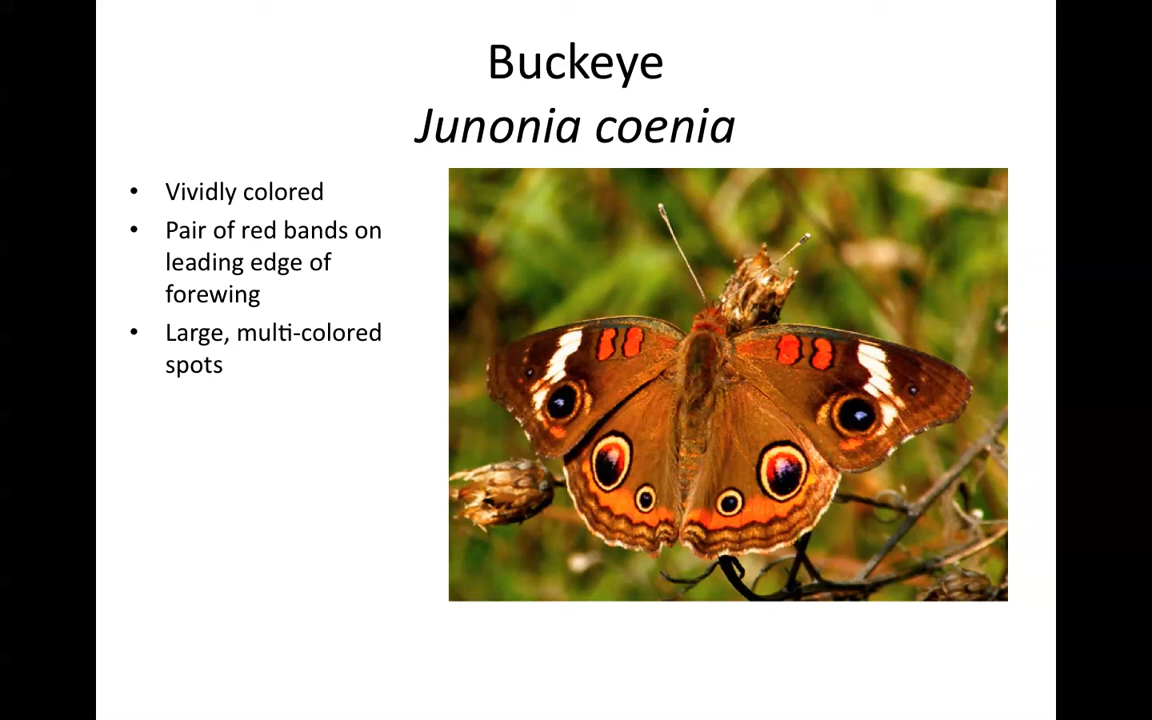 Buckeye
Junonia coenia
• Vividly colored
• Pair of red bands on
leading edge of
forewing
• Large, multi-colored
spots